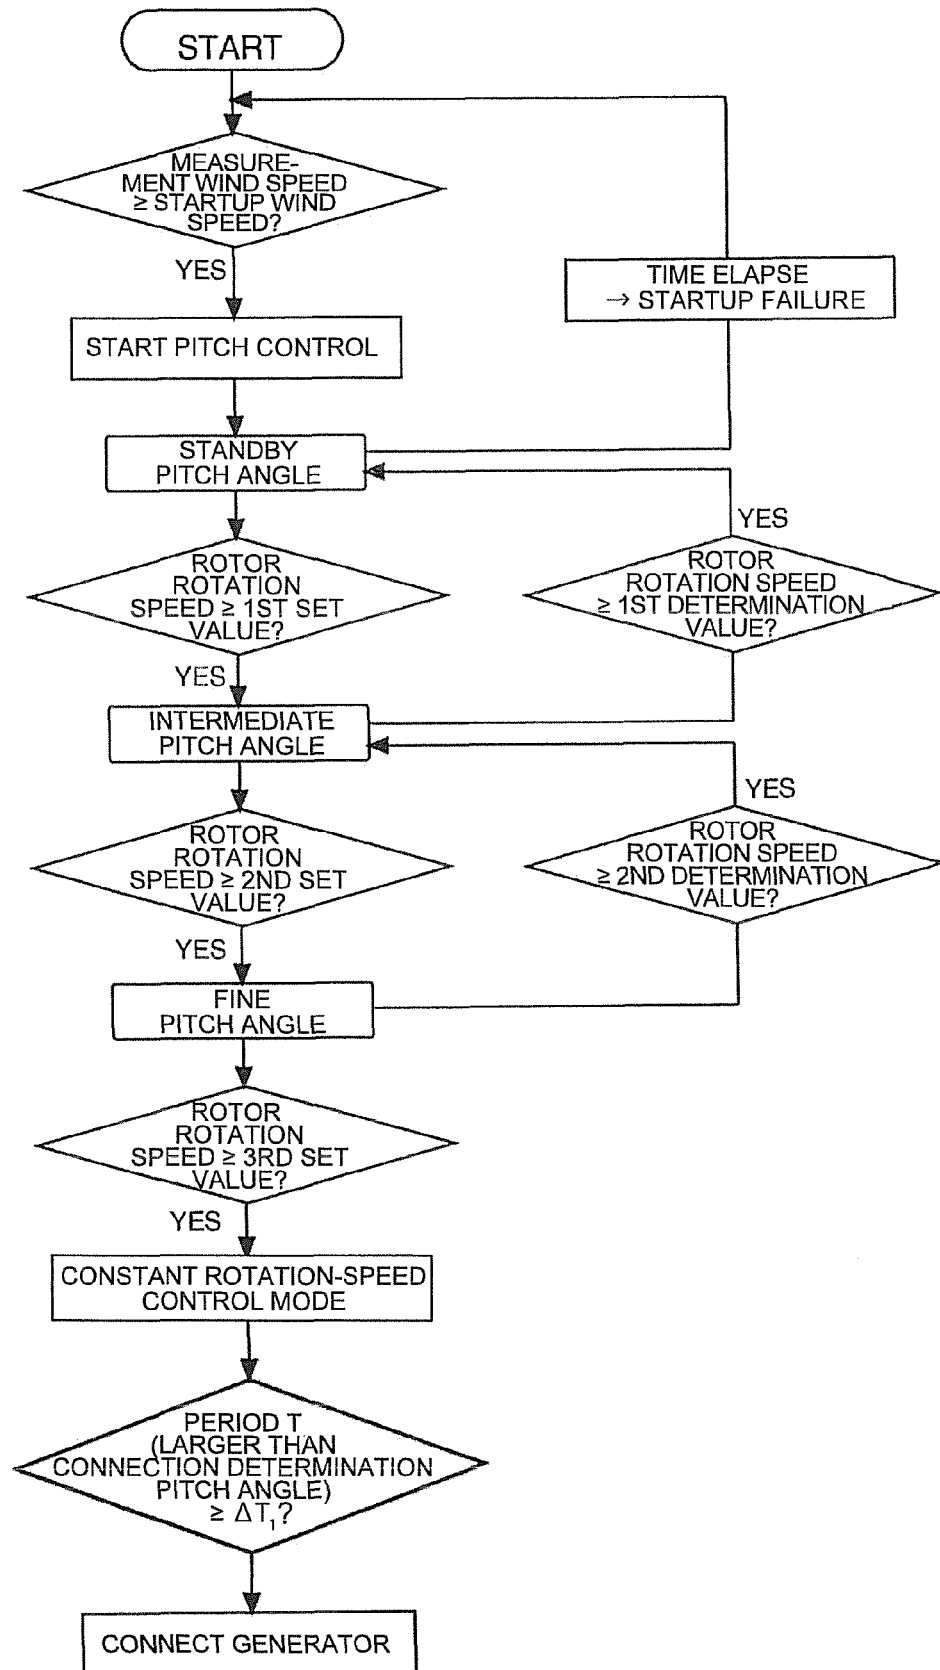 START
MEASURE-
MENT WIND SPEED
≥ STARTUP WIND
SPEED?
YES
TIME ELAPSE
→ STARTUP FAILURE
START PITCH CONTROL
STANDBY
PITCH ANGLE
YES
ROTOR
ROTATION
SPEED ≥ 1ST SET
VALUE?
ROTOR
ROTATION SPEED
≥ 1ST DETERMINATION
VALUE?
YES
INTERMEDIATE
PITCH ANGLE
YES
ROTOR
ROTATION
SPEED ≥ 2ND SET
VALUE?
ROTOR
ROTATION SPEED
≥ 2ND DETERMINATION
VALUE?
YES
FINE
PITCH ANGLE
ROTOR
ROTATION
SPEED ≥ 3RD SET
VALUE?
YES
CONSTANT ROTATION-SPEED
CONTROL MODE
PERIOD T
(LARGER THAN
CONNECTION DETERMINATION
PITCH ANGLE)
≥ ΔT₁?
CONNECT GENERATOR